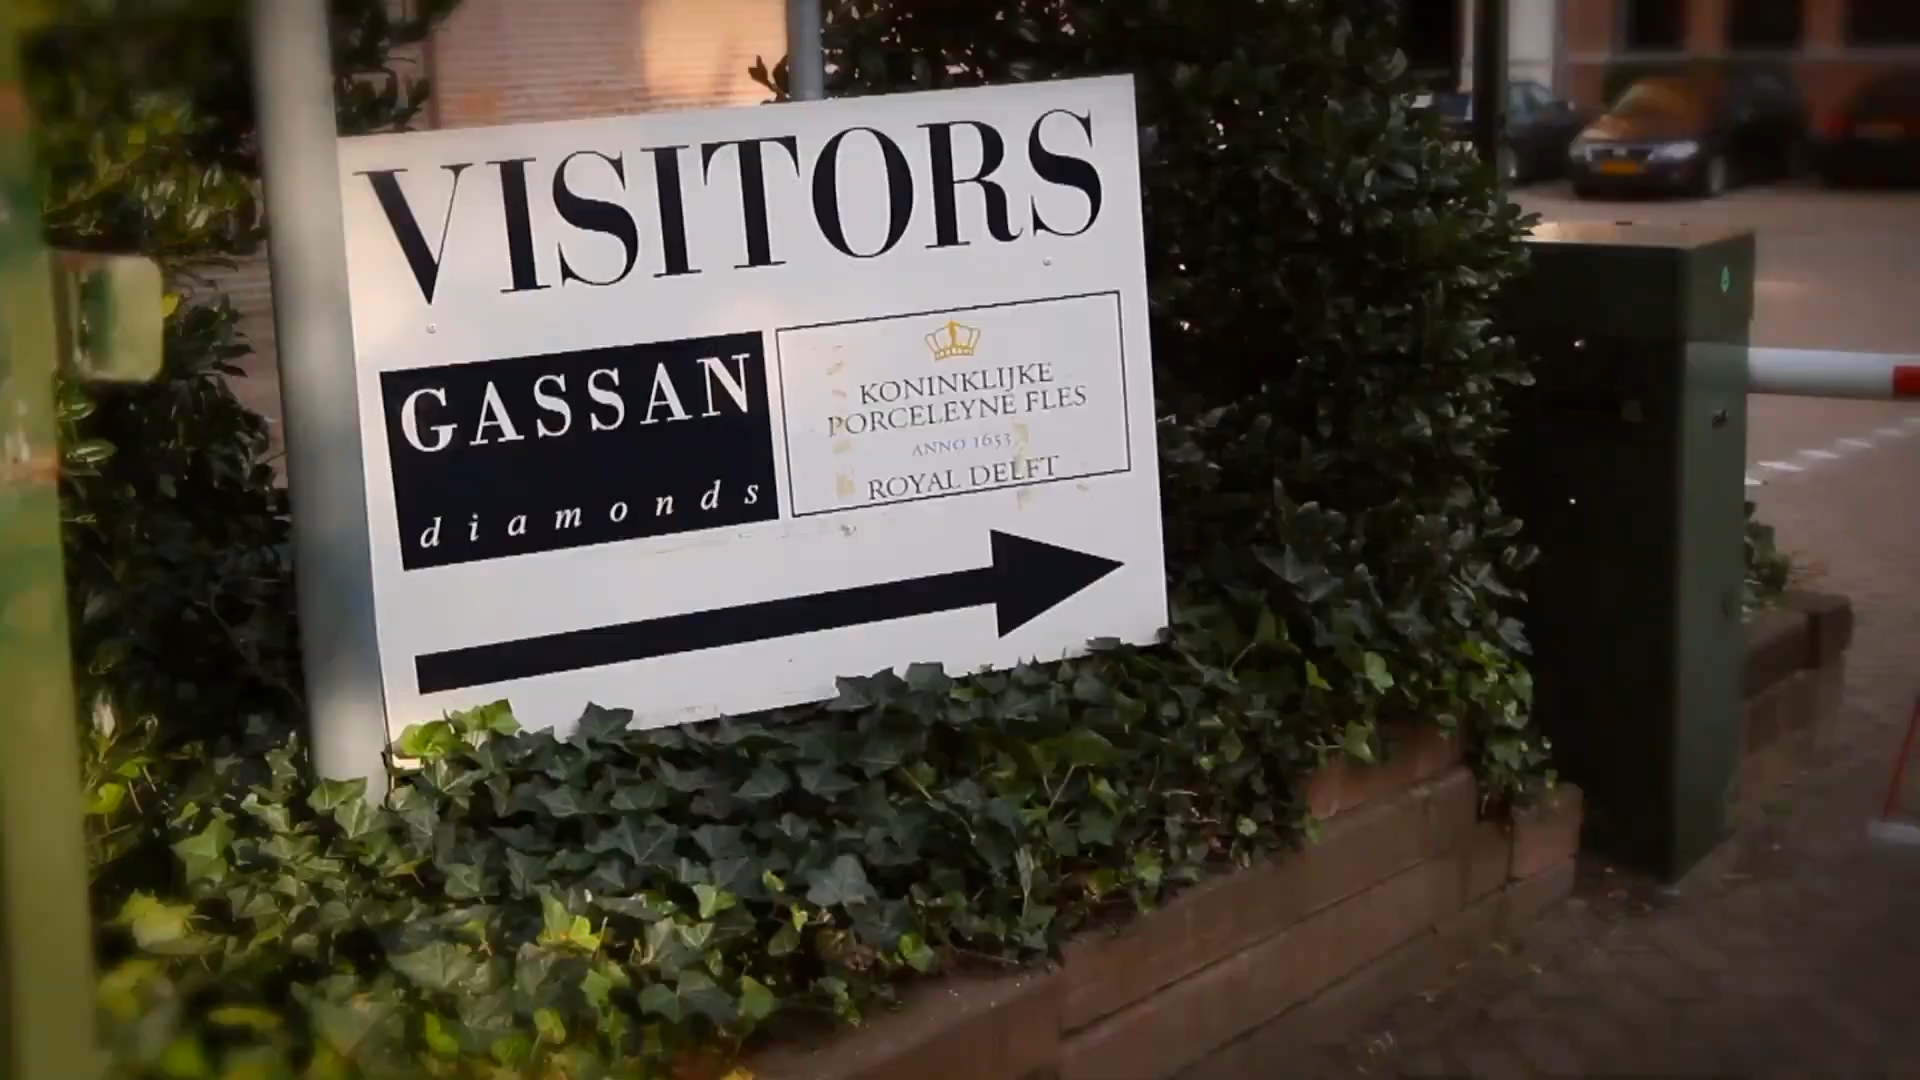 VISITORS
GASSAN
diamonds
KONINKLIJKE
PORCELEYNE FLES
ANNO 1653
ROYAL DELFT